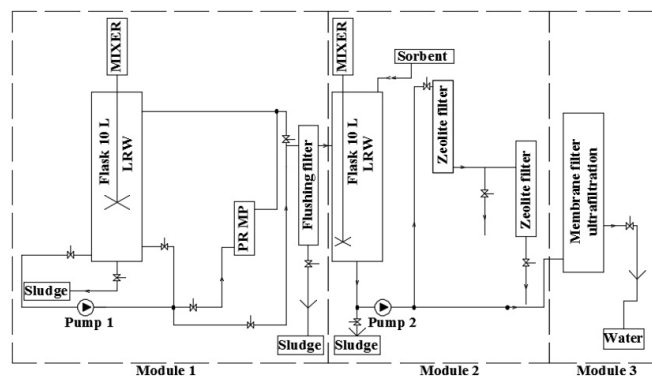 MIXER
Flask 10 L
LRW
Sludge
Pump 1
PR MP
Flushing filter
Sludge
MIXER
Sorbent
Flask 10 L
LRW
Zeolite filter
Zeolite filter
Pump 2
Sludge
Membrane filter
ultrafiltration
Water
Module 1
Module 2
Module 3